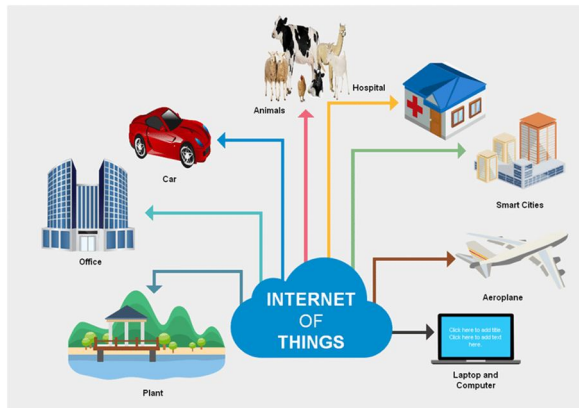 Animals
Hospital
Car
Smart Cities
Office
Aeroplane
INTERNET
OF
THINGS
Click here to add title.
Click here to add text
here.
Plant
Laptop and
Computer